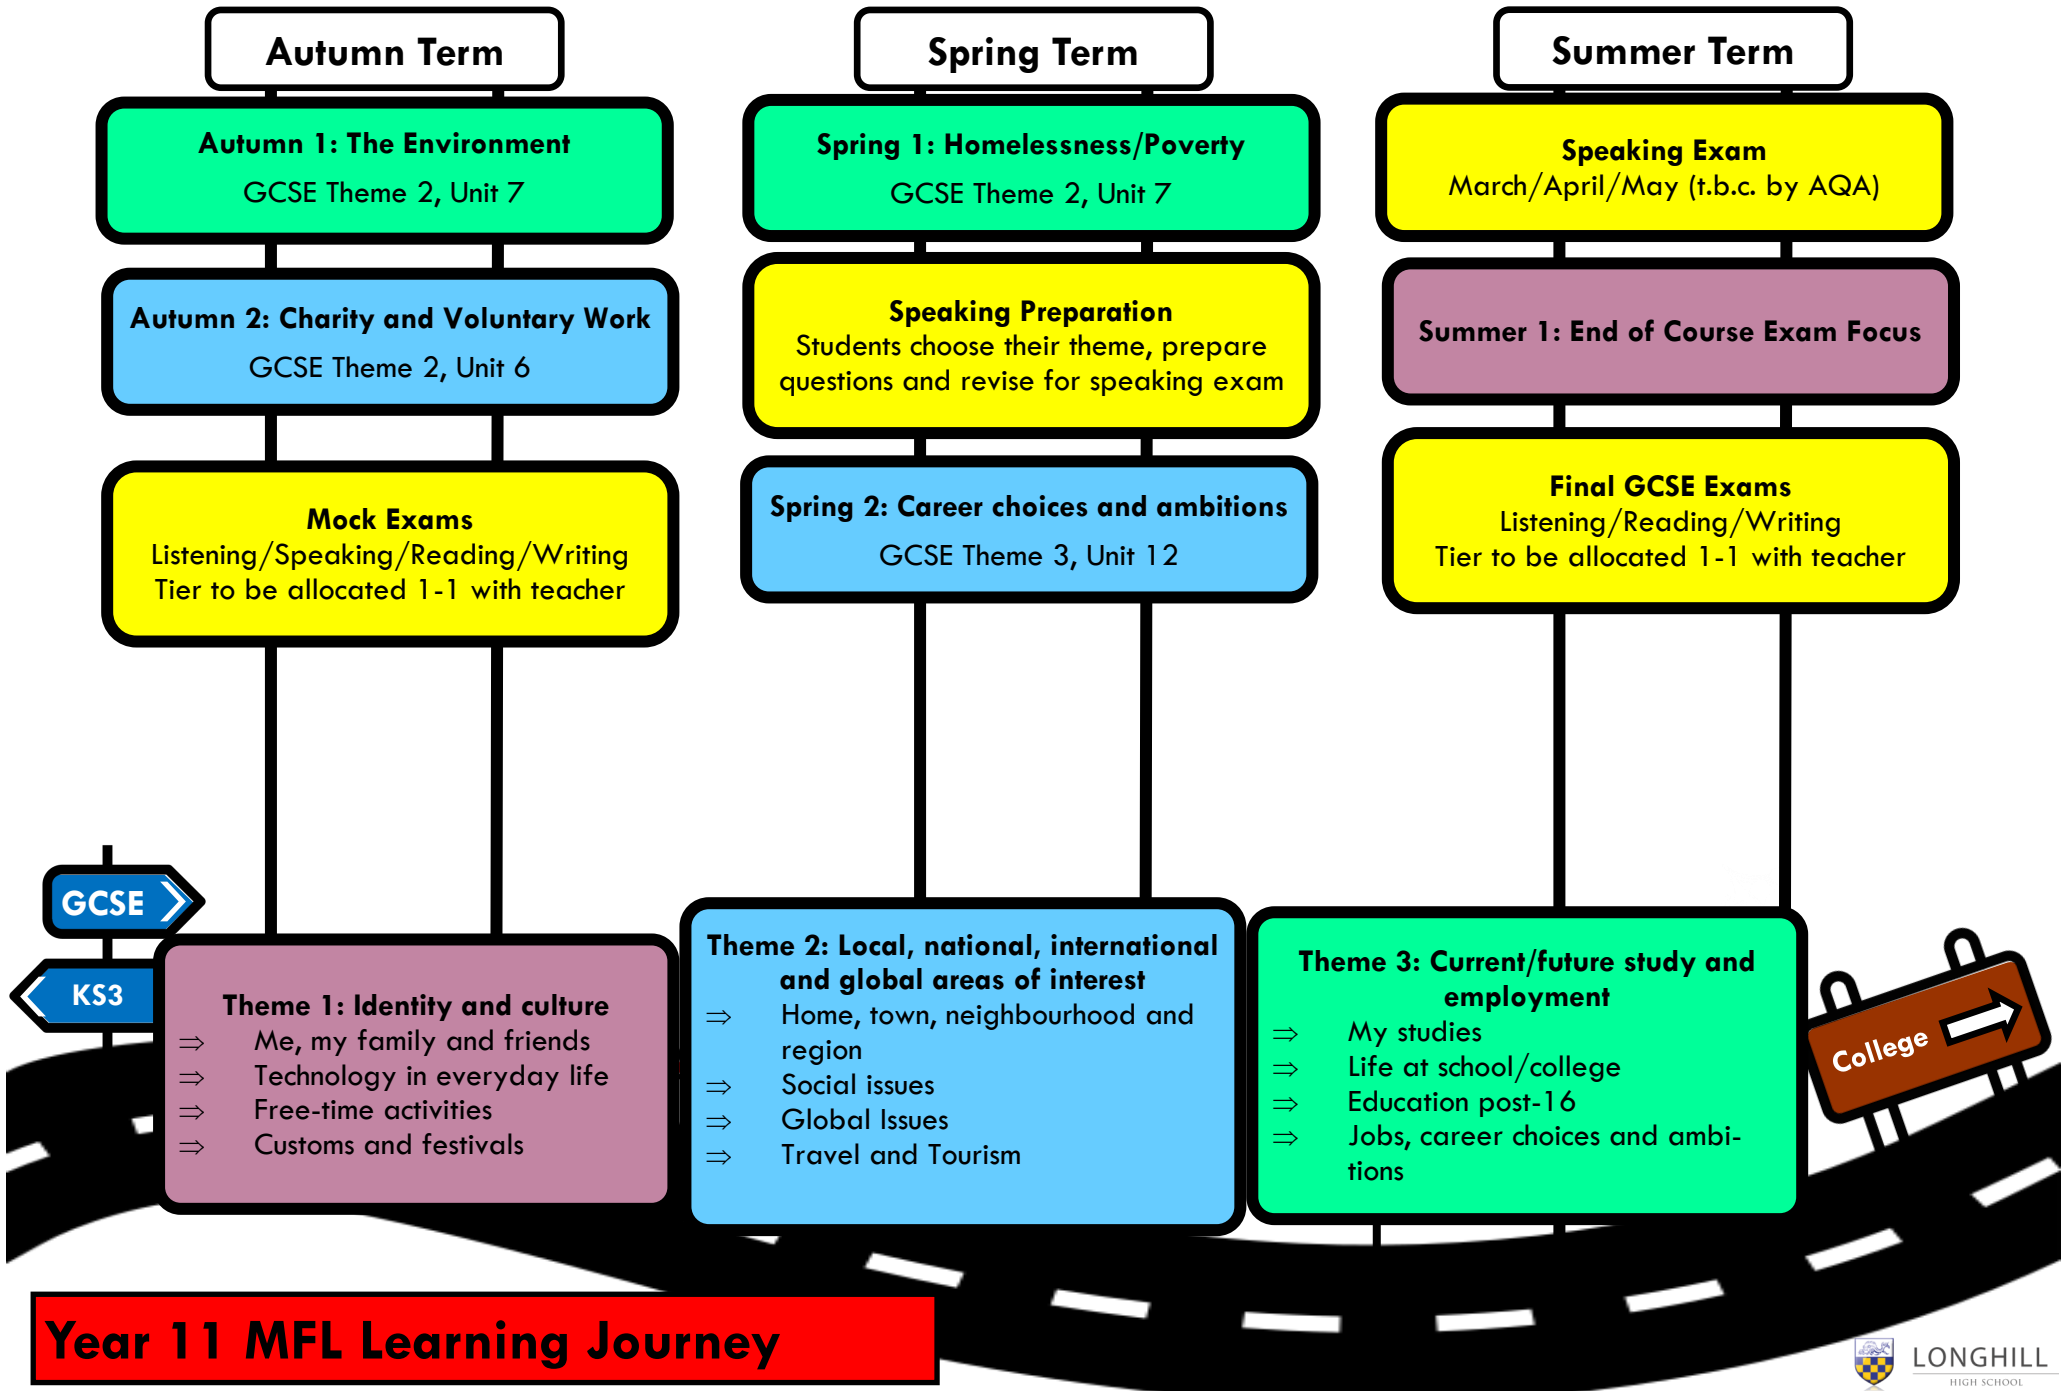 Autumn Term
Autumn 1: The Environment
GCSE Theme 2, Unit 7
Autumn 2: Charity and Voluntary Work
GCSE Theme 2, Unit 6
Mock Exams
Listening/Speaking/Reading/Writing
Tier to be allocated 1-1 with teacher
Spring Term
Spring 1: Homelessness/Poverty
GCSE Theme 2, Unit 7
Speaking Preparation
Students choose their theme, prepare
questions and revise for speaking exam
Spring 2: Career choices and ambitions
GCSE Theme 3, Unit 12
Summer Term
Speaking Exam
March/April/May (t.b.c. by AQA)
Summer 1: End of Course Exam Focus
Final GCSE Exams
Listening/Reading/Writing
Tier to be allocated 1-1 with teacher
GCSE
KS3
Theme 1: Identity and culture
⇒ Me, my family and friends
⇒ Technology in everyday life
⇒ Free-time activities
⇒ Customs and festivals
Theme 2: Local, national, international
and global areas of interest
⇒ Home, town, neighbourhood and
region
⇒ Social issues
⇒ Global Issues
⇒ Travel and Tourism
Theme 3: Current/future study and
employment
⇒ My studies
⇒ Life at school/college
⇒ Education post-16
⇒ Jobs, career choices and ambi-
tions
College
Year 11 MFL Learning Journey
LONGHILL
HIGH SCHOOL